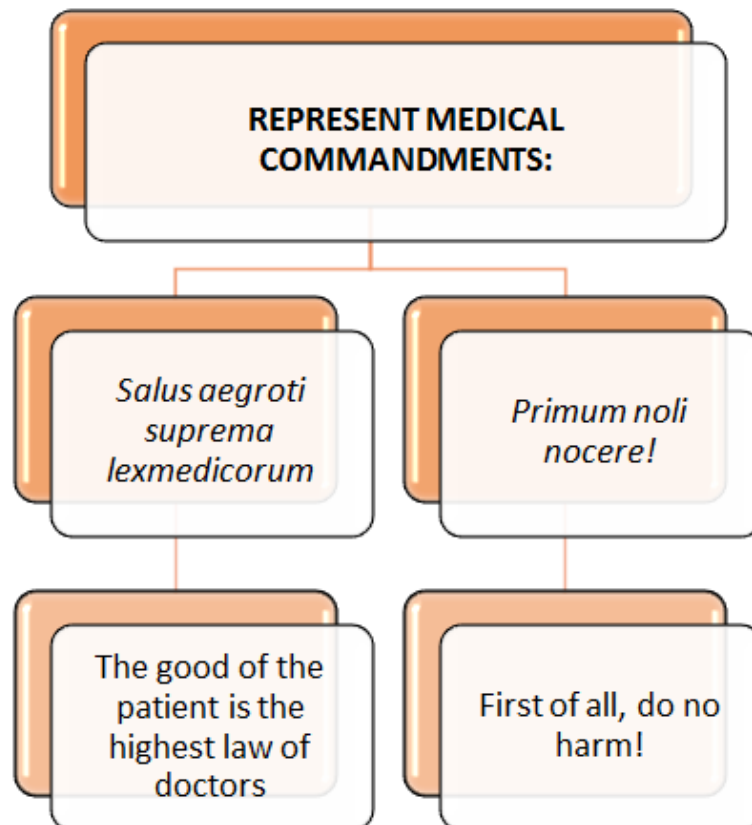 REPRESENT MEDICAL
COMMANDMENTS:
Salus aegroti
suprema
lexmedicorum
Primum noli
nocere!
The good of the
patient is the
highest law of
doctors
First of all, do no
harm!